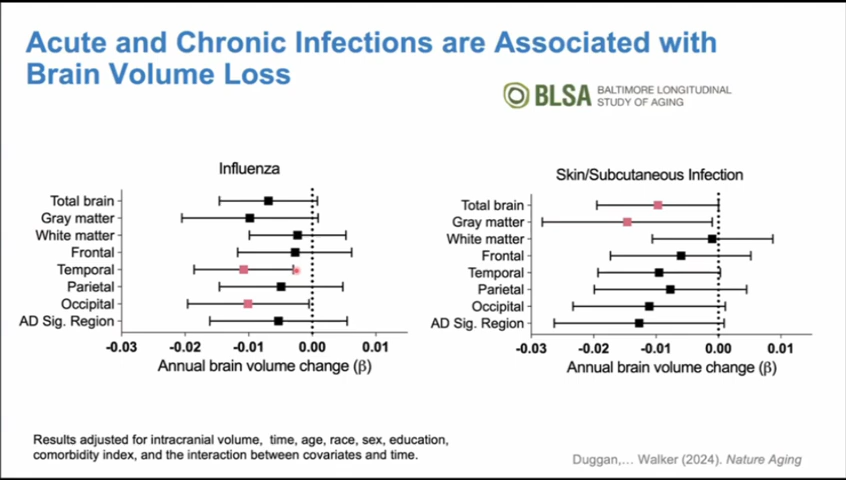 Acute and Chronic Infections are Associated with
Brain Volume Loss
BLSA
BALTIMORE LONGITUDINAL
STUDY OF AGING
Influenza
Total brain
Gray matter
White matter
Frontal
Temporal
Parietal
Occipital
AD Sig. Region
-0.03 -0.02 -0.01 0.00 0.01
Annual brain volume change (β)
Skin/Subcutaneous Infection
Total brain
Gray matter
White matter
Frontal
Temporal
Parietal
Occipital
AD Sig. Region
-0.03 -0.02 -0.01 0.00 0.01
Annual brain volume change (β)
Results adjusted for intracranial volume, time, age, race, sex, education,
comorbidity index, and the interaction between covariates and time.
Duggan,... Walker (2024). Nature Aging